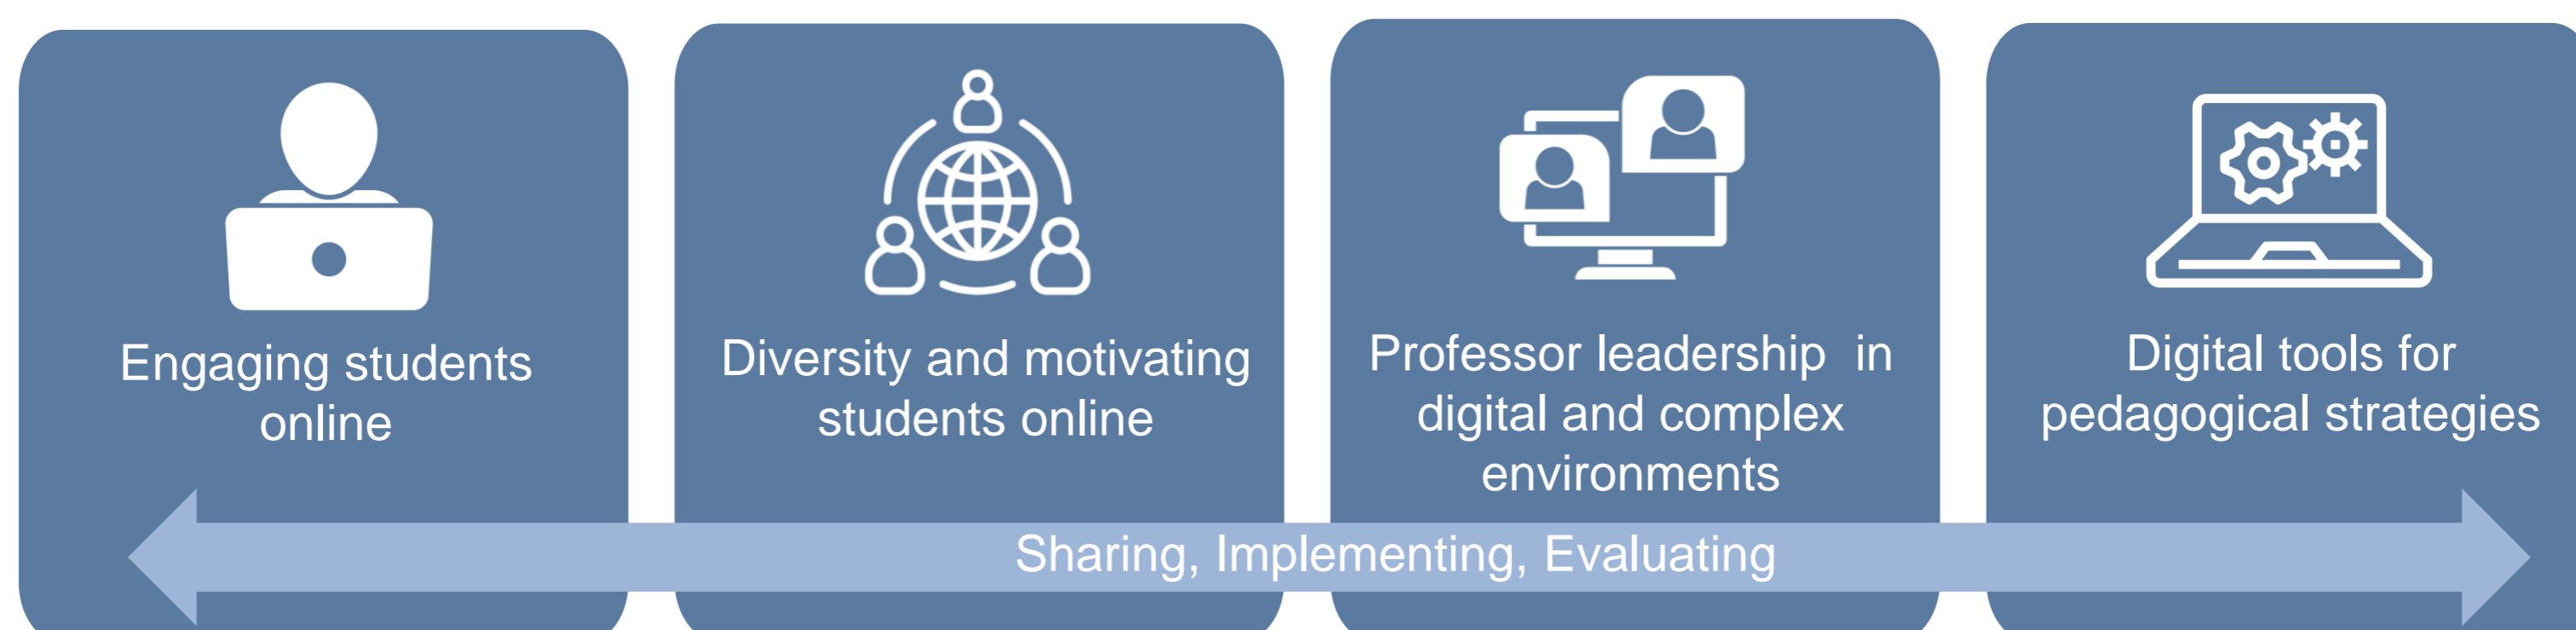 Engaging students
online
Diversity and motivating
students online
Professor leadership  in
digital and complex
environments
Digital tools for
pedagogical strategies
Sharing, Implementing, Evaluating